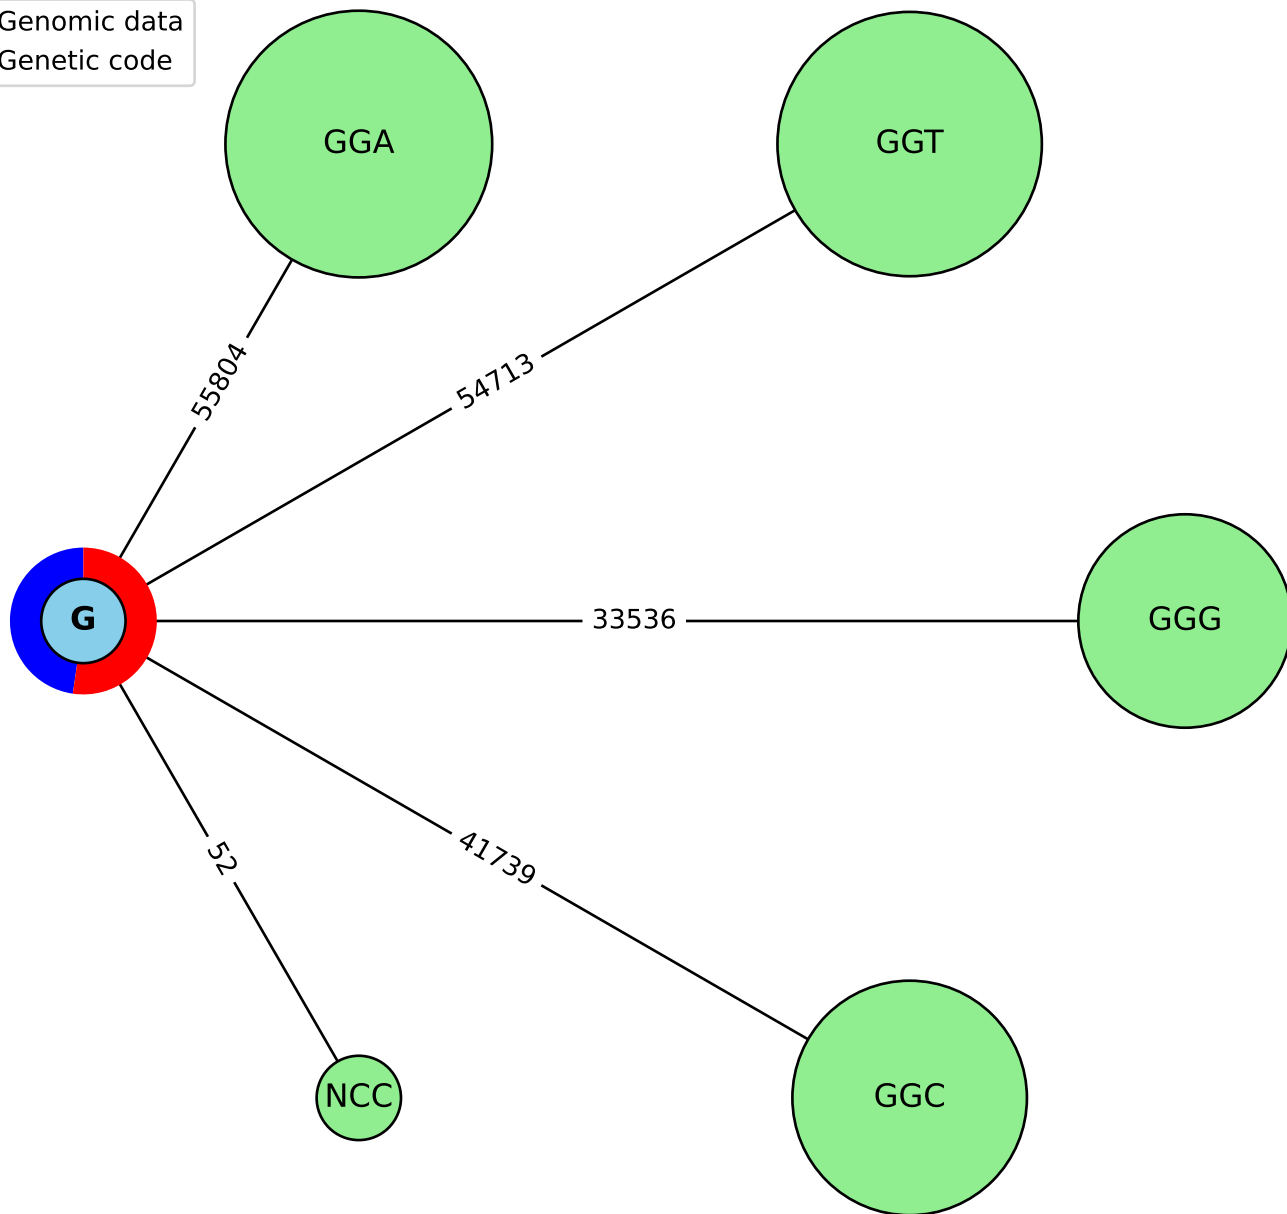 Genomic data
Genetic code
GGA
GGT
55804
54713
G
33536
GGG
52
41739
NCC
GGC